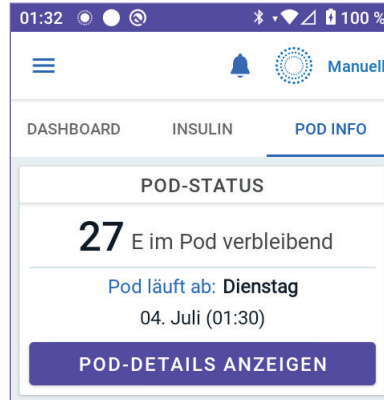 01:32 100 %
Manuell
DASHBOARD INSULIN POD INFO
POD-STATUS
27 E im Pod verbleibend
Pod läuft ab: Dienstag
04. Juli (01:30)
POD-DETAILS ANZEIGEN